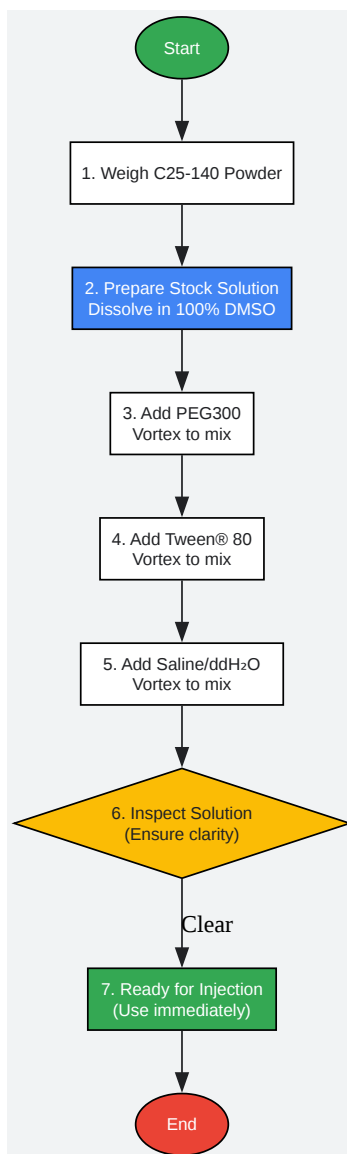 Start
1. Weigh C25-140 Powder
2. Prepare Stock Solution
Dissolve in 100% DMSO
3. Add PEG300
Vortex to mix
4. Add Tween® 80
Vortex to mix
5. Add Saline/ddH₂O
Vortex to mix
6. Inspect Solution
(Ensure clarity)
Clear
7. Ready for Injection
(Use immediately)
End